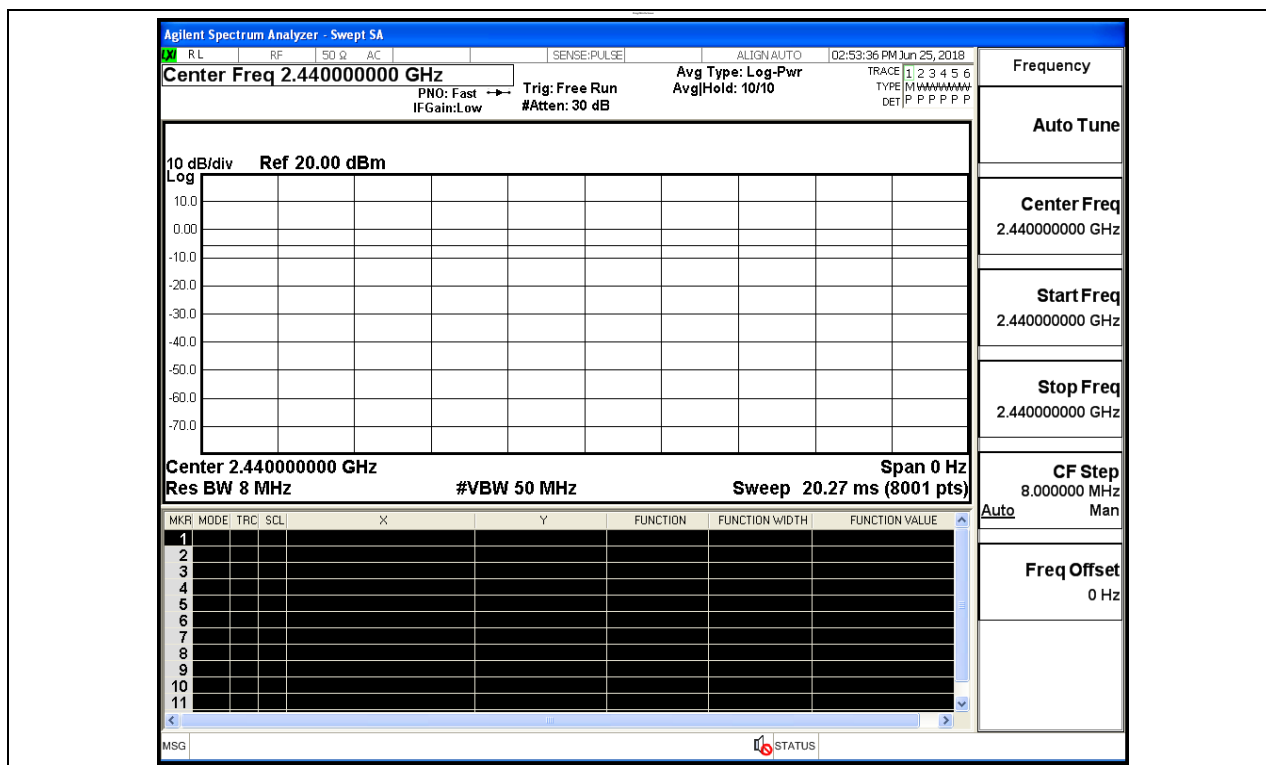 Agilent Spectrum Analyzer - Swept SA
LXI RL RF 50 Ω AC SENSE:PULSE ALIGN AUTO 02:53:36 PM Jun 25, 2018
Center Freq 2.440000000 GHz
PNO: Fast
IFGain:Low
Trig: Free Run
#Atten: 30 dB
Avg Type: Log-Pwr
Avg|Hold: 10/10
TRACE 1 2 3 4 5 6
TYPE M W W W W W
DET P P P P P P
10 dB/div Ref 20.00 dBm
Log
10.0
0.00
-10.0
-20.0
-30.0
-40.0
-50.0
-60.0
-70.0
Center 2.440000000 GHz Span 0 Hz
Res BW 8 MHz #VBW 50 MHz Sweep 20.27 ms (8001 pts)
MKR MODE TRC SCL X Y FUNCTION FUNCTION WIDTH FUNCTION VALUE
1
2
3
4
5
6
7
8
9
10
11
MSG STATUS
Frequency
Auto Tune
Center Freq
2.440000000 GHz
Start Freq
2.440000000 GHz
Stop Freq
2.440000000 GHz
CF Step
8.000000 MHz
Auto Man
Freq Offset
0 Hz